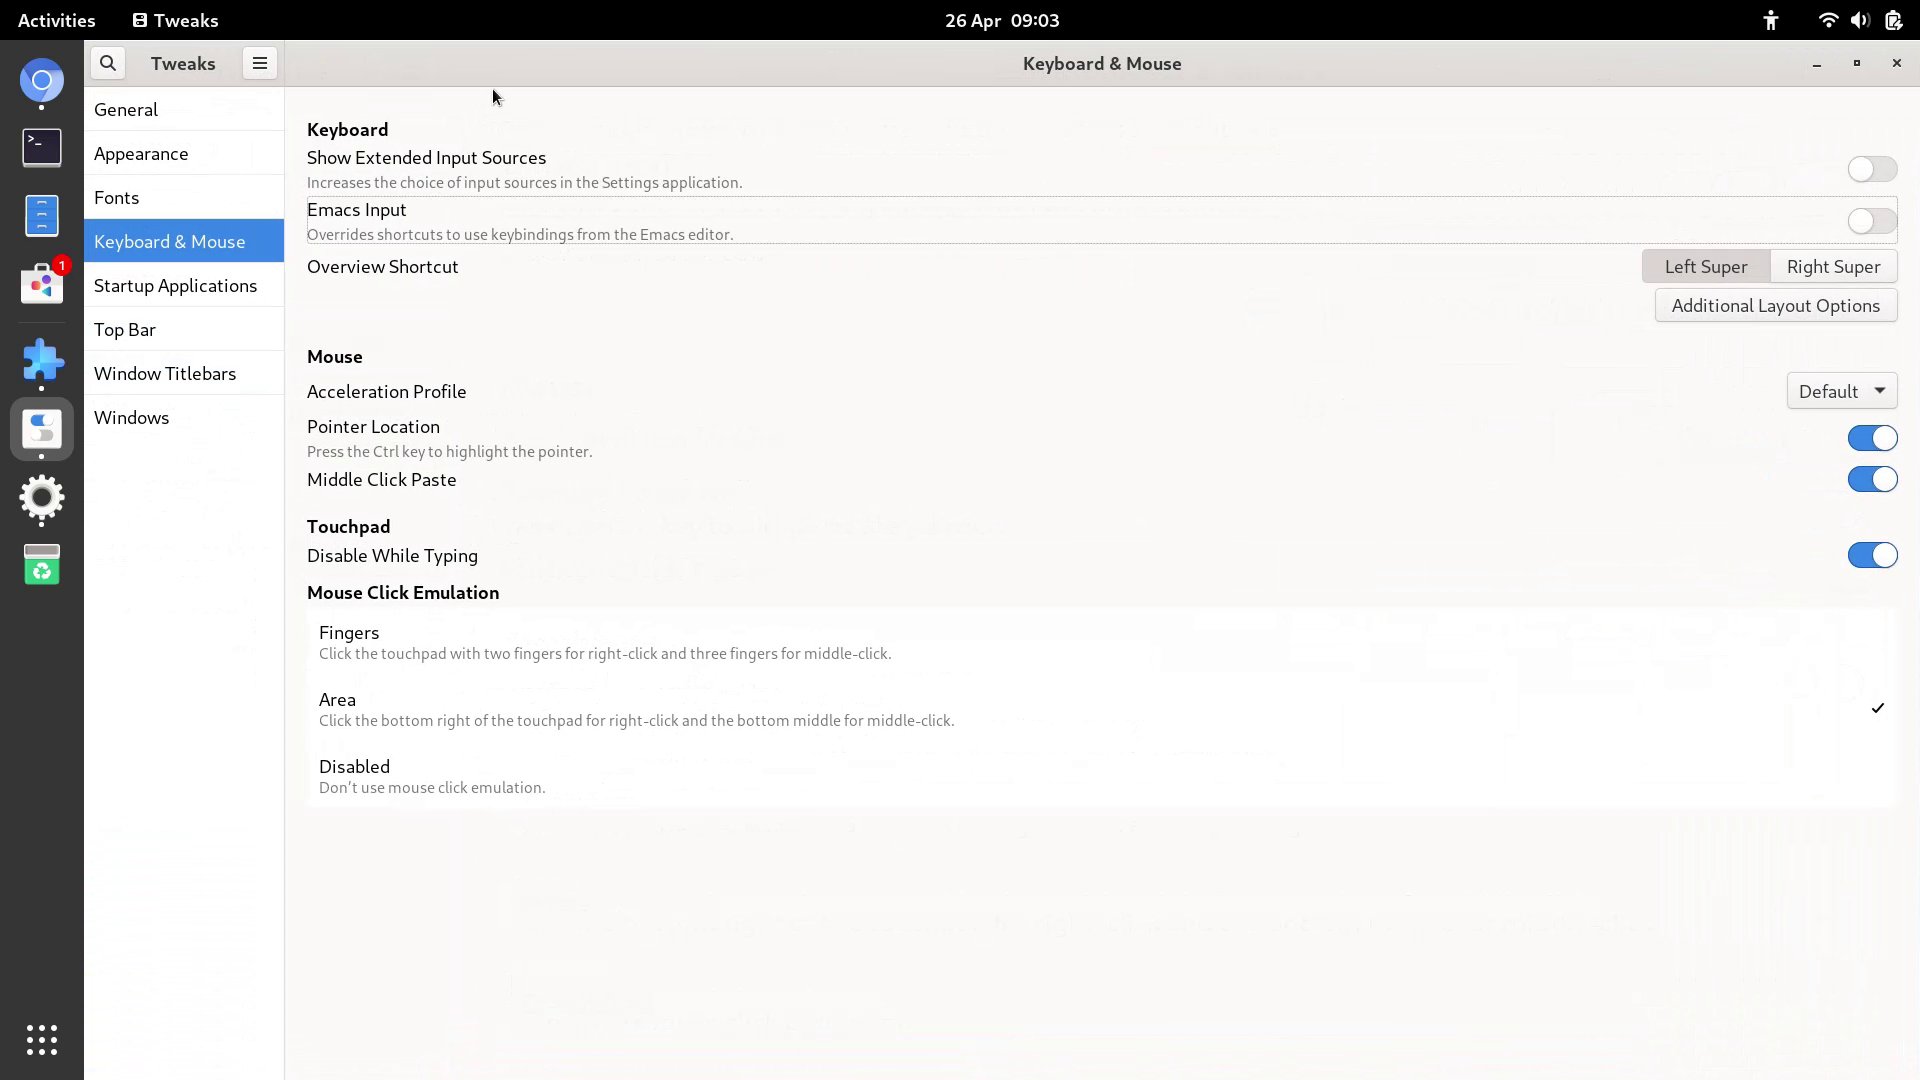 Activities
Tweaks
26 Apr 09:03
Tweaks
Keyboard & Mouse
General
Appearance
Fonts
Keyboard & Mouse
Startup Applications
Top Bar
Window Titlebars
Windows
1
>_
Keyboard
Show Extended Input Sources
Increases the choice of input sources in the Settings application.
Emacs Input
Overrides shortcuts to use keybindings from the Emacs editor.
Overview Shortcut
Left Super
Right Super
Additional Layout Options
Mouse
Acceleration Profile
Default
Pointer Location
Press the Ctrl key to highlight the pointer.
Middle Click Paste
Touchpad
Disable While Typing
Mouse Click Emulation
Fingers
Click the touchpad with two fingers for right-click and three fingers for middle-click.
Area
Click the bottom right of the touchpad for right-click and the bottom middle for middle-click.
Disabled
Don't use mouse click emulation.